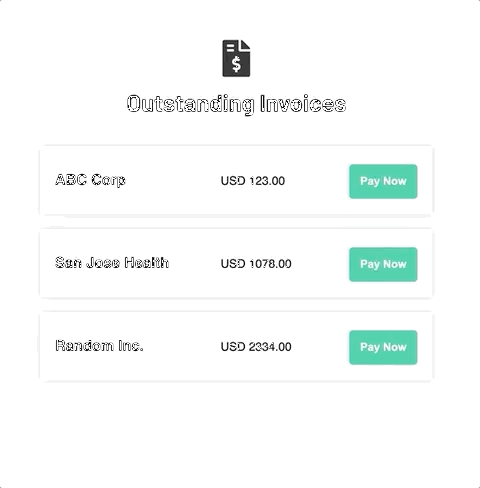 $
Outstanding Invoices
ABC Corp USD 123.00 Pay Now
San Jose Health USD 1078.00 Pay Now
Random Inc. USD 2334.00 Pay Now